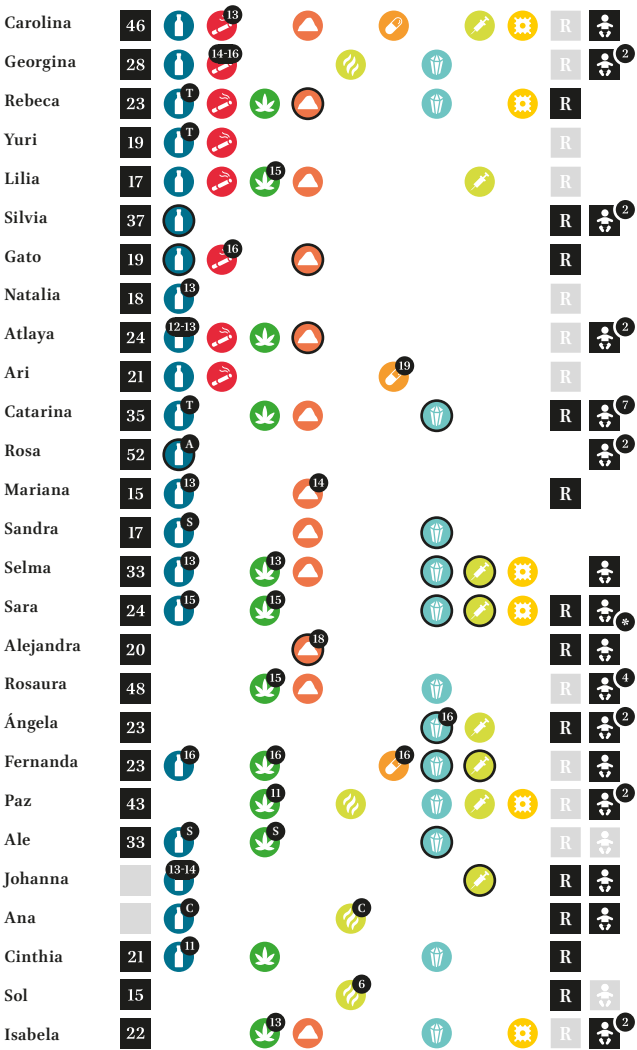 Carolina 46 13 R
Georgina 28 14-16 R 2
Rebeca 23 T R
Yuri 19 T R
Lilia 17 15 R
Silvia 37 R 2
Gato 19 16 R
Natalia 18 13 R
Atlaya 24 12-13 R 2
Ari 21 19 R
Catarina 35 T R 7
Rosa 52 A 2
Mariana 15 13 14 R
Sandra 17 S
Selma 33 13 13
Sara 24 15 15 R *
Alejandra 20 18 R
Rosaura 48 15 R 4
Ángela 23 16 R 2
Fernanda 23 16 16 16 R
Paz 43 11 R 2
Ale 33 S S R
Johanna 13-14 R
Ana C C R
Cinthia 21 11 R
Sol 15 6 R
Isabela 22 13 R 2